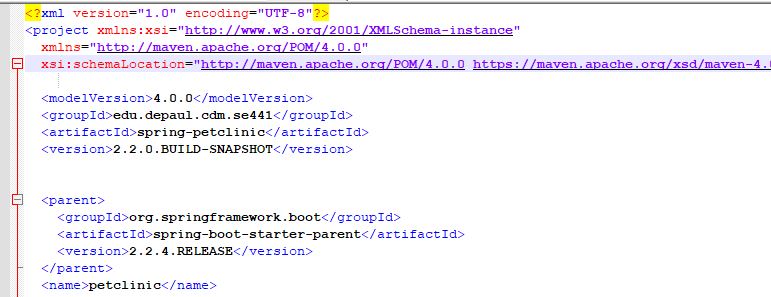 <?xml version="1.0" encoding="UTF-8"?>
<project xmlns:xsi="http://www.w3.org/2001/XMLSchema-instance"
xmlns="http://maven.apache.org/POM/4.0.0"
xsi:schemaLocation="http://maven.apache.org/POM/4.0.0 https://maven.apache.org/xsd/maven-4.0
<modelVersion>4.0.0</modelVersion>
<groupId>edu.depaul.cdm.se441</groupId>
<artifactId>spring-petclinic</artifactId>
<version>2.2.0.BUILD-SNAPSHOT</version>
<parent>
<groupId>org.springframework.boot</groupId>
<artifactId>spring-boot-starter-parent</artifactId>
<version>2.2.4.RELEASE</version>
</parent>
<name>petclinic</name>